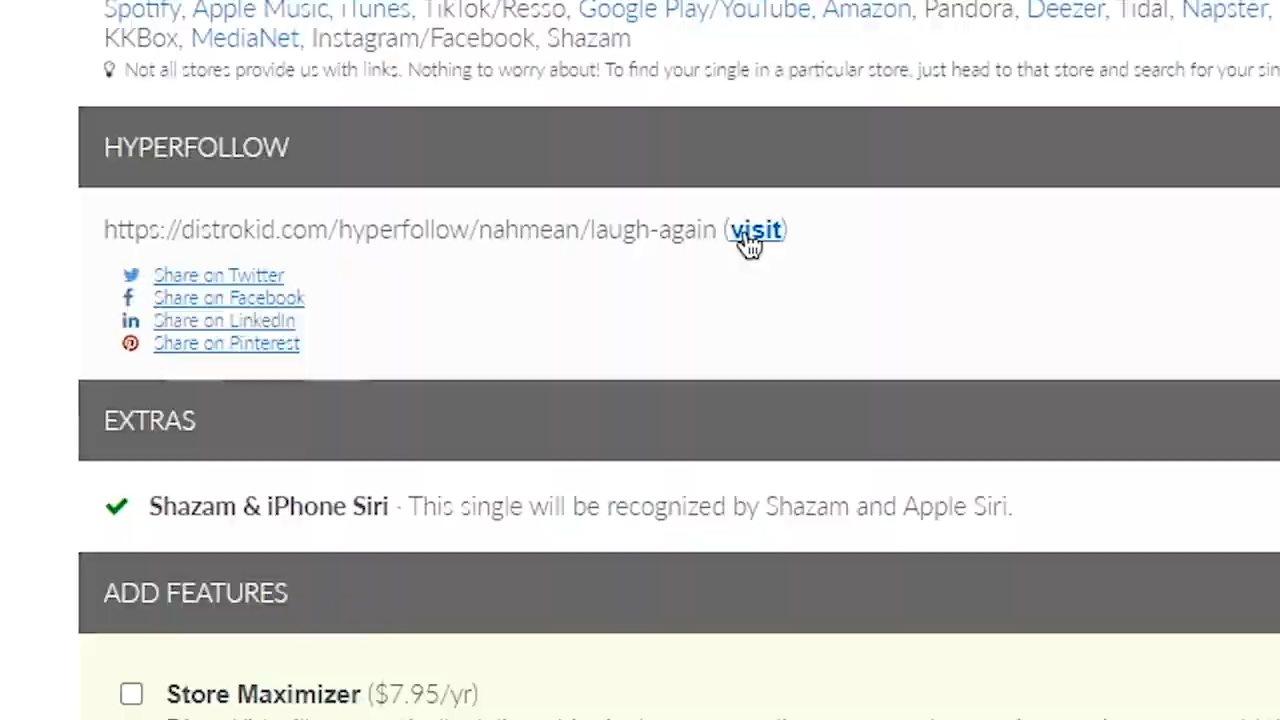 Spotify, Apple Music, iTunes, TikTok/Resso, Google Play/YouTube, Amazon, Pandora, Deezer, Tidal, Napster,
KKBox, MediaNet, Instagram/Facebook, Shazam
Not all stores provide us with links. Nothing to worry about! To find your single in a particular store, just head to that store and search for your
HYPERFOLLOW
https://distrokid.com/hyperfollow/nahmean/laugh-again (visit)
Share on Twitter
Share on Facebook
Share on LinkedIn
Share on Pinterest
EXTRAS
Shazam & iPhone Siri · This single will be recognized by Shazam and Apple Siri.
ADD FEATURES
Store Maximizer ($7.95/yr)